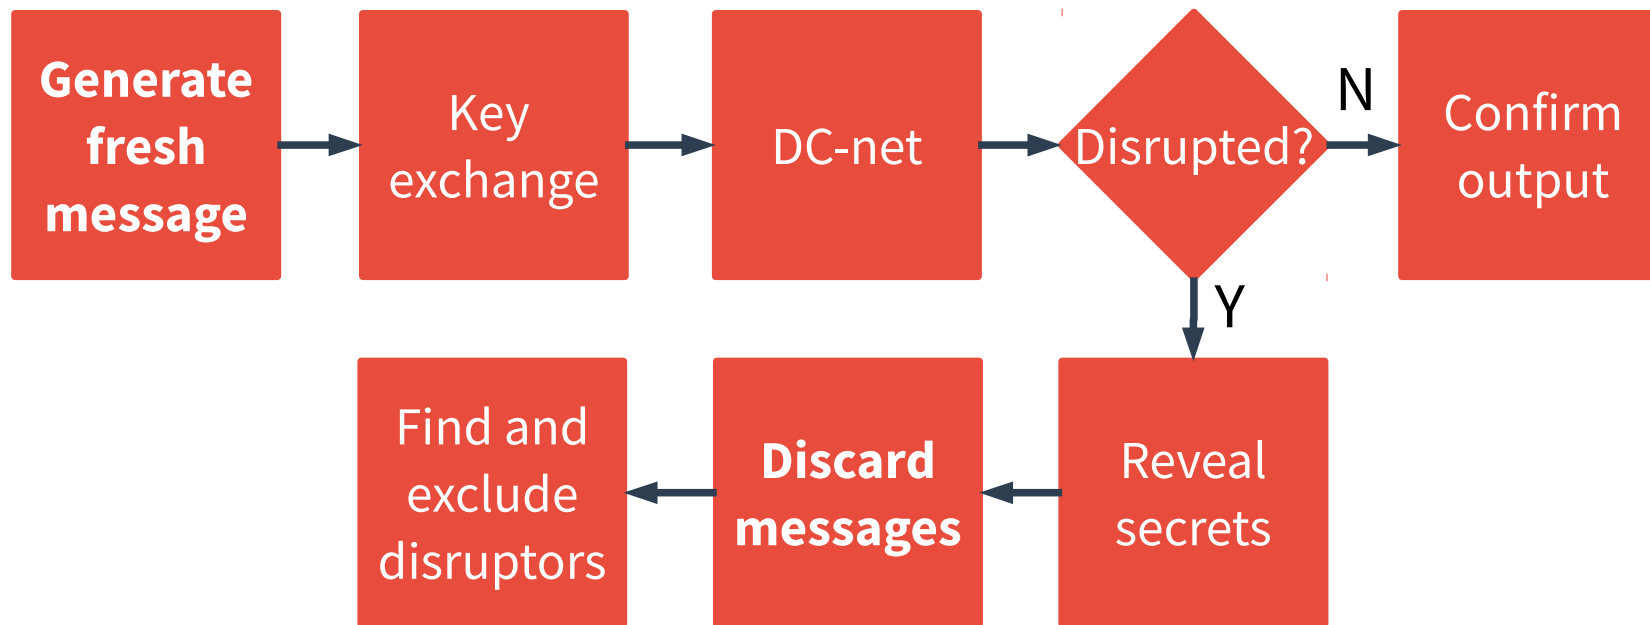 Generate
fresh
message
Key
exchange
DC-net
Disrupted?
N
Confirm
output
Y
Reveal
secrets
Discard
messages
Find and
exclude
disruptors